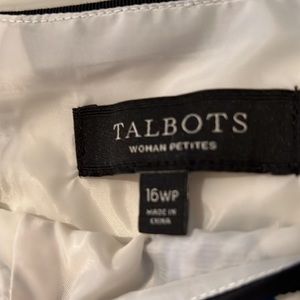 TALBOTS
WOMAN PETITES
16WP
MADE IN
CHINA